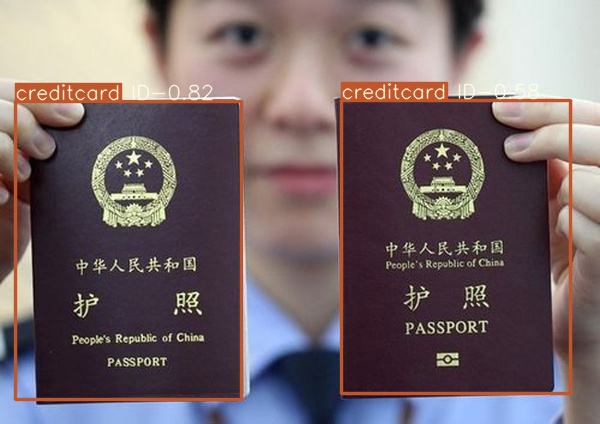 creditcard ID-0.82
中华人民共和国
护 照
People's Republic of China
PASSPORT
creditcard ID-0.58
中华人民共和国
People's Republic of China
护 照
PASSPORT